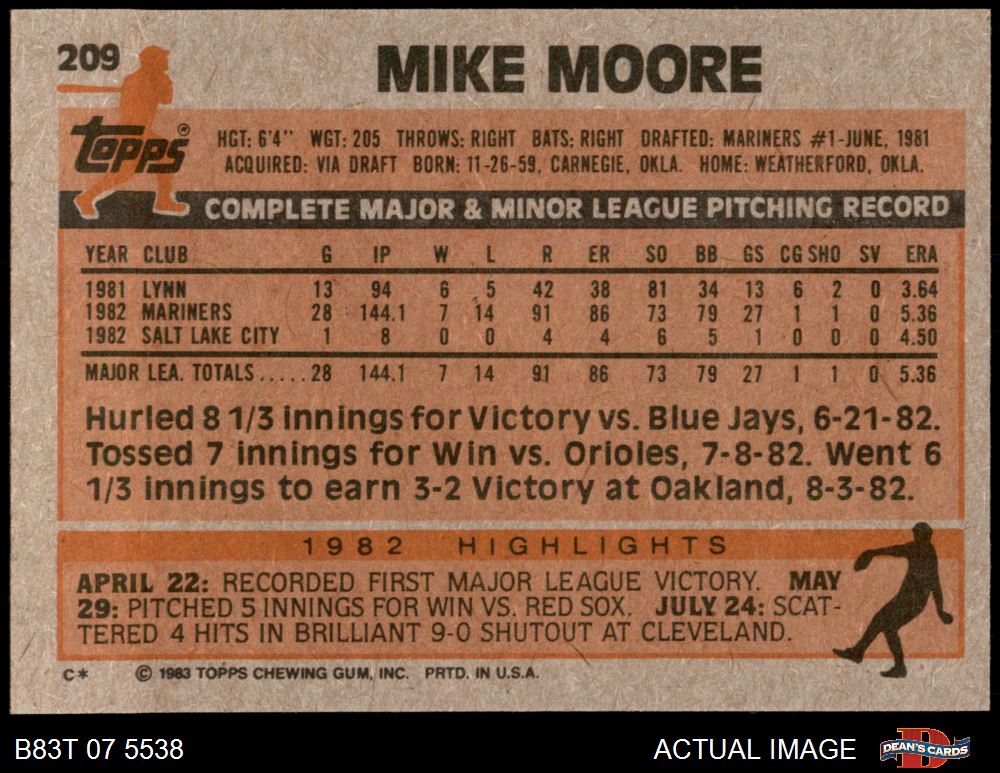 209
MIKE MOORE
TOPPS®
HGT: 6'4" WGT: 205 THROWS: RIGHT BATS: RIGHT DRAFTED: MARINERS #1-JUNE, 1981
ACQUIRED: VIA DRAFT BORN: 11-26-59, CARNEGIE, OKLA. HOME: WEATHERFORD, OKLA.
COMPLETE MAJOR & MINOR LEAGUE PITCHING RECORD
YEAR CLUB G IP W L R ER SO BB GS CG SHO SV ERA
1981 LYNN 13 94 6 5 42 38 81 34 13 6 2 0 3.64
1982 MARINERS 28 144.1 7 14 91 86 73 79 27 1 1 0 5.36
1982 SALT LAKE CITY 1 8 0 0 4 4 6 5 1 0 0 0 4.50
MAJOR LEA. TOTALS.....28 144.1 7 14 91 86 73 79 27 1 1 0 5.36
Hurled 8 1/3 innings for Victory vs. Blue Jays, 6-21-82.
Tossed 7 innings for Win vs. Orioles, 7-8-82. Went 6
1/3 innings to earn 3-2 Victory at Oakland, 8-3-82.
1982 HIGHLIGHTS
APRIL 22: RECORDED FIRST MAJOR LEAGUE VICTORY. MAY
29: PITCHED 5 INNINGS FOR WIN VS. RED SOX. JULY 24: SCAT-
TERED 4 HITS IN BRILLIANT 9-0 SHUTOUT AT CLEVELAND.
C* © 1983 TOPPS CHEWING GUM, INC. PRTD. IN U.S.A.
B83T 07 5538 ACTUAL IMAGE DEAN'S CARDS